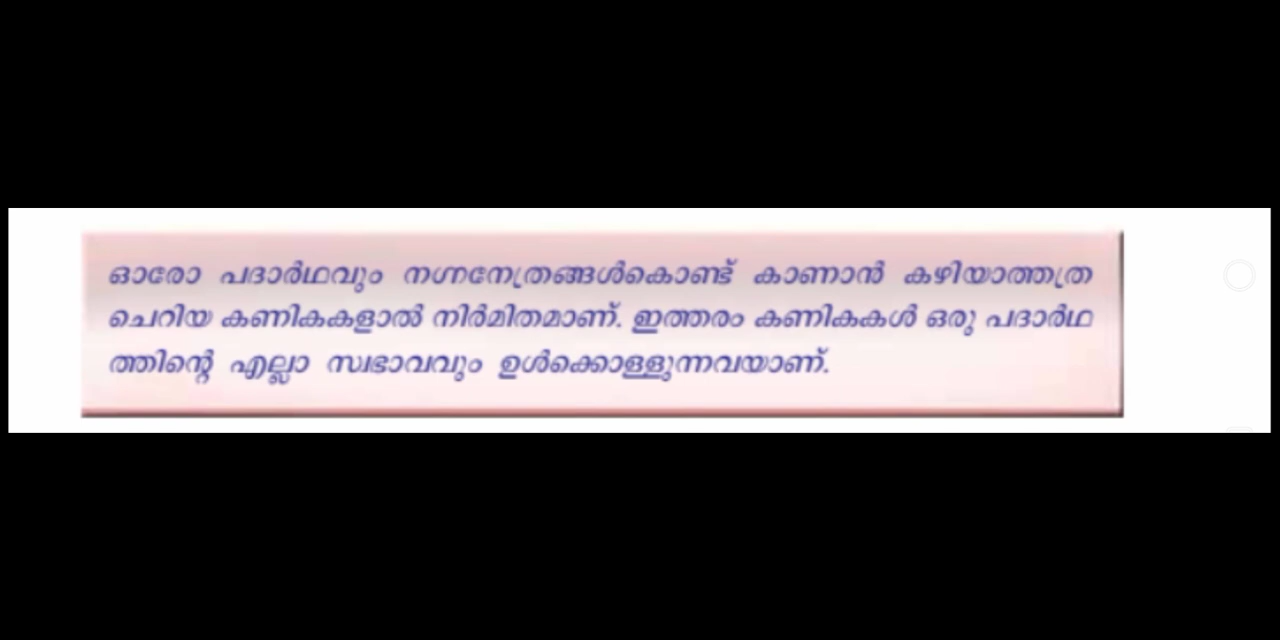 ഓരോ പദാർഥവും നഗ്നനേത്രങ്ങൾകൊണ്ട് കാണാൻ കഴിയാത്തത്ര
ചെറിയ കണികകളാൽ നിർമിതമാണ്. ഇത്തരം കണികകൾ ഒരു പദാർഥ
ത്തിന്റെ എല്ലാ സ്വഭാവവും ഉൾക്കൊള്ളുന്നവയാണ്.